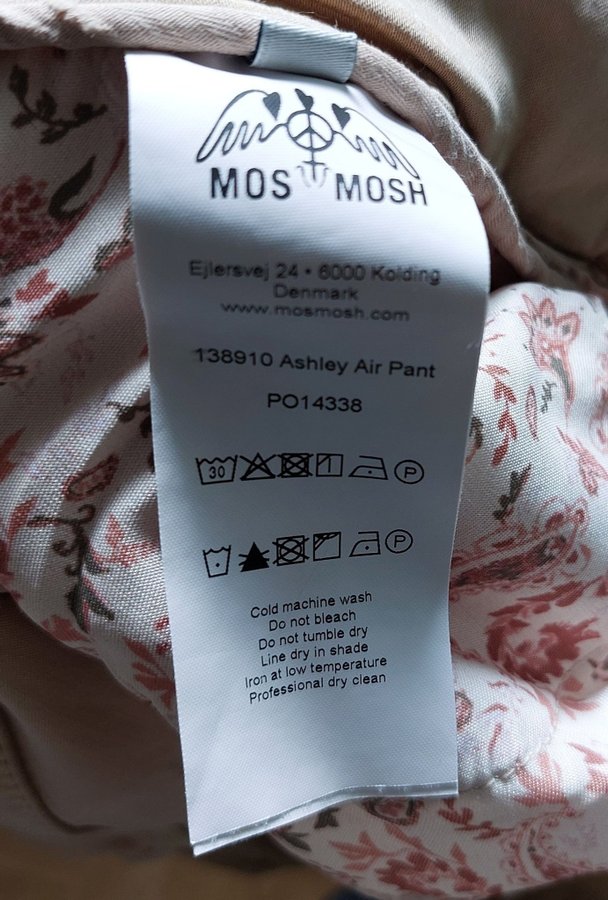 MOS MOSH
Ejlersvej 24 • 6000 Kolding
Denmark
www.mosmosh.com
138910 Ashley Air Pant
PO14338
30 P
P
Cold machine wash
Do not bleach
Do not tumble dry
Line dry in shade
Iron at low temperature
Professional dry clean